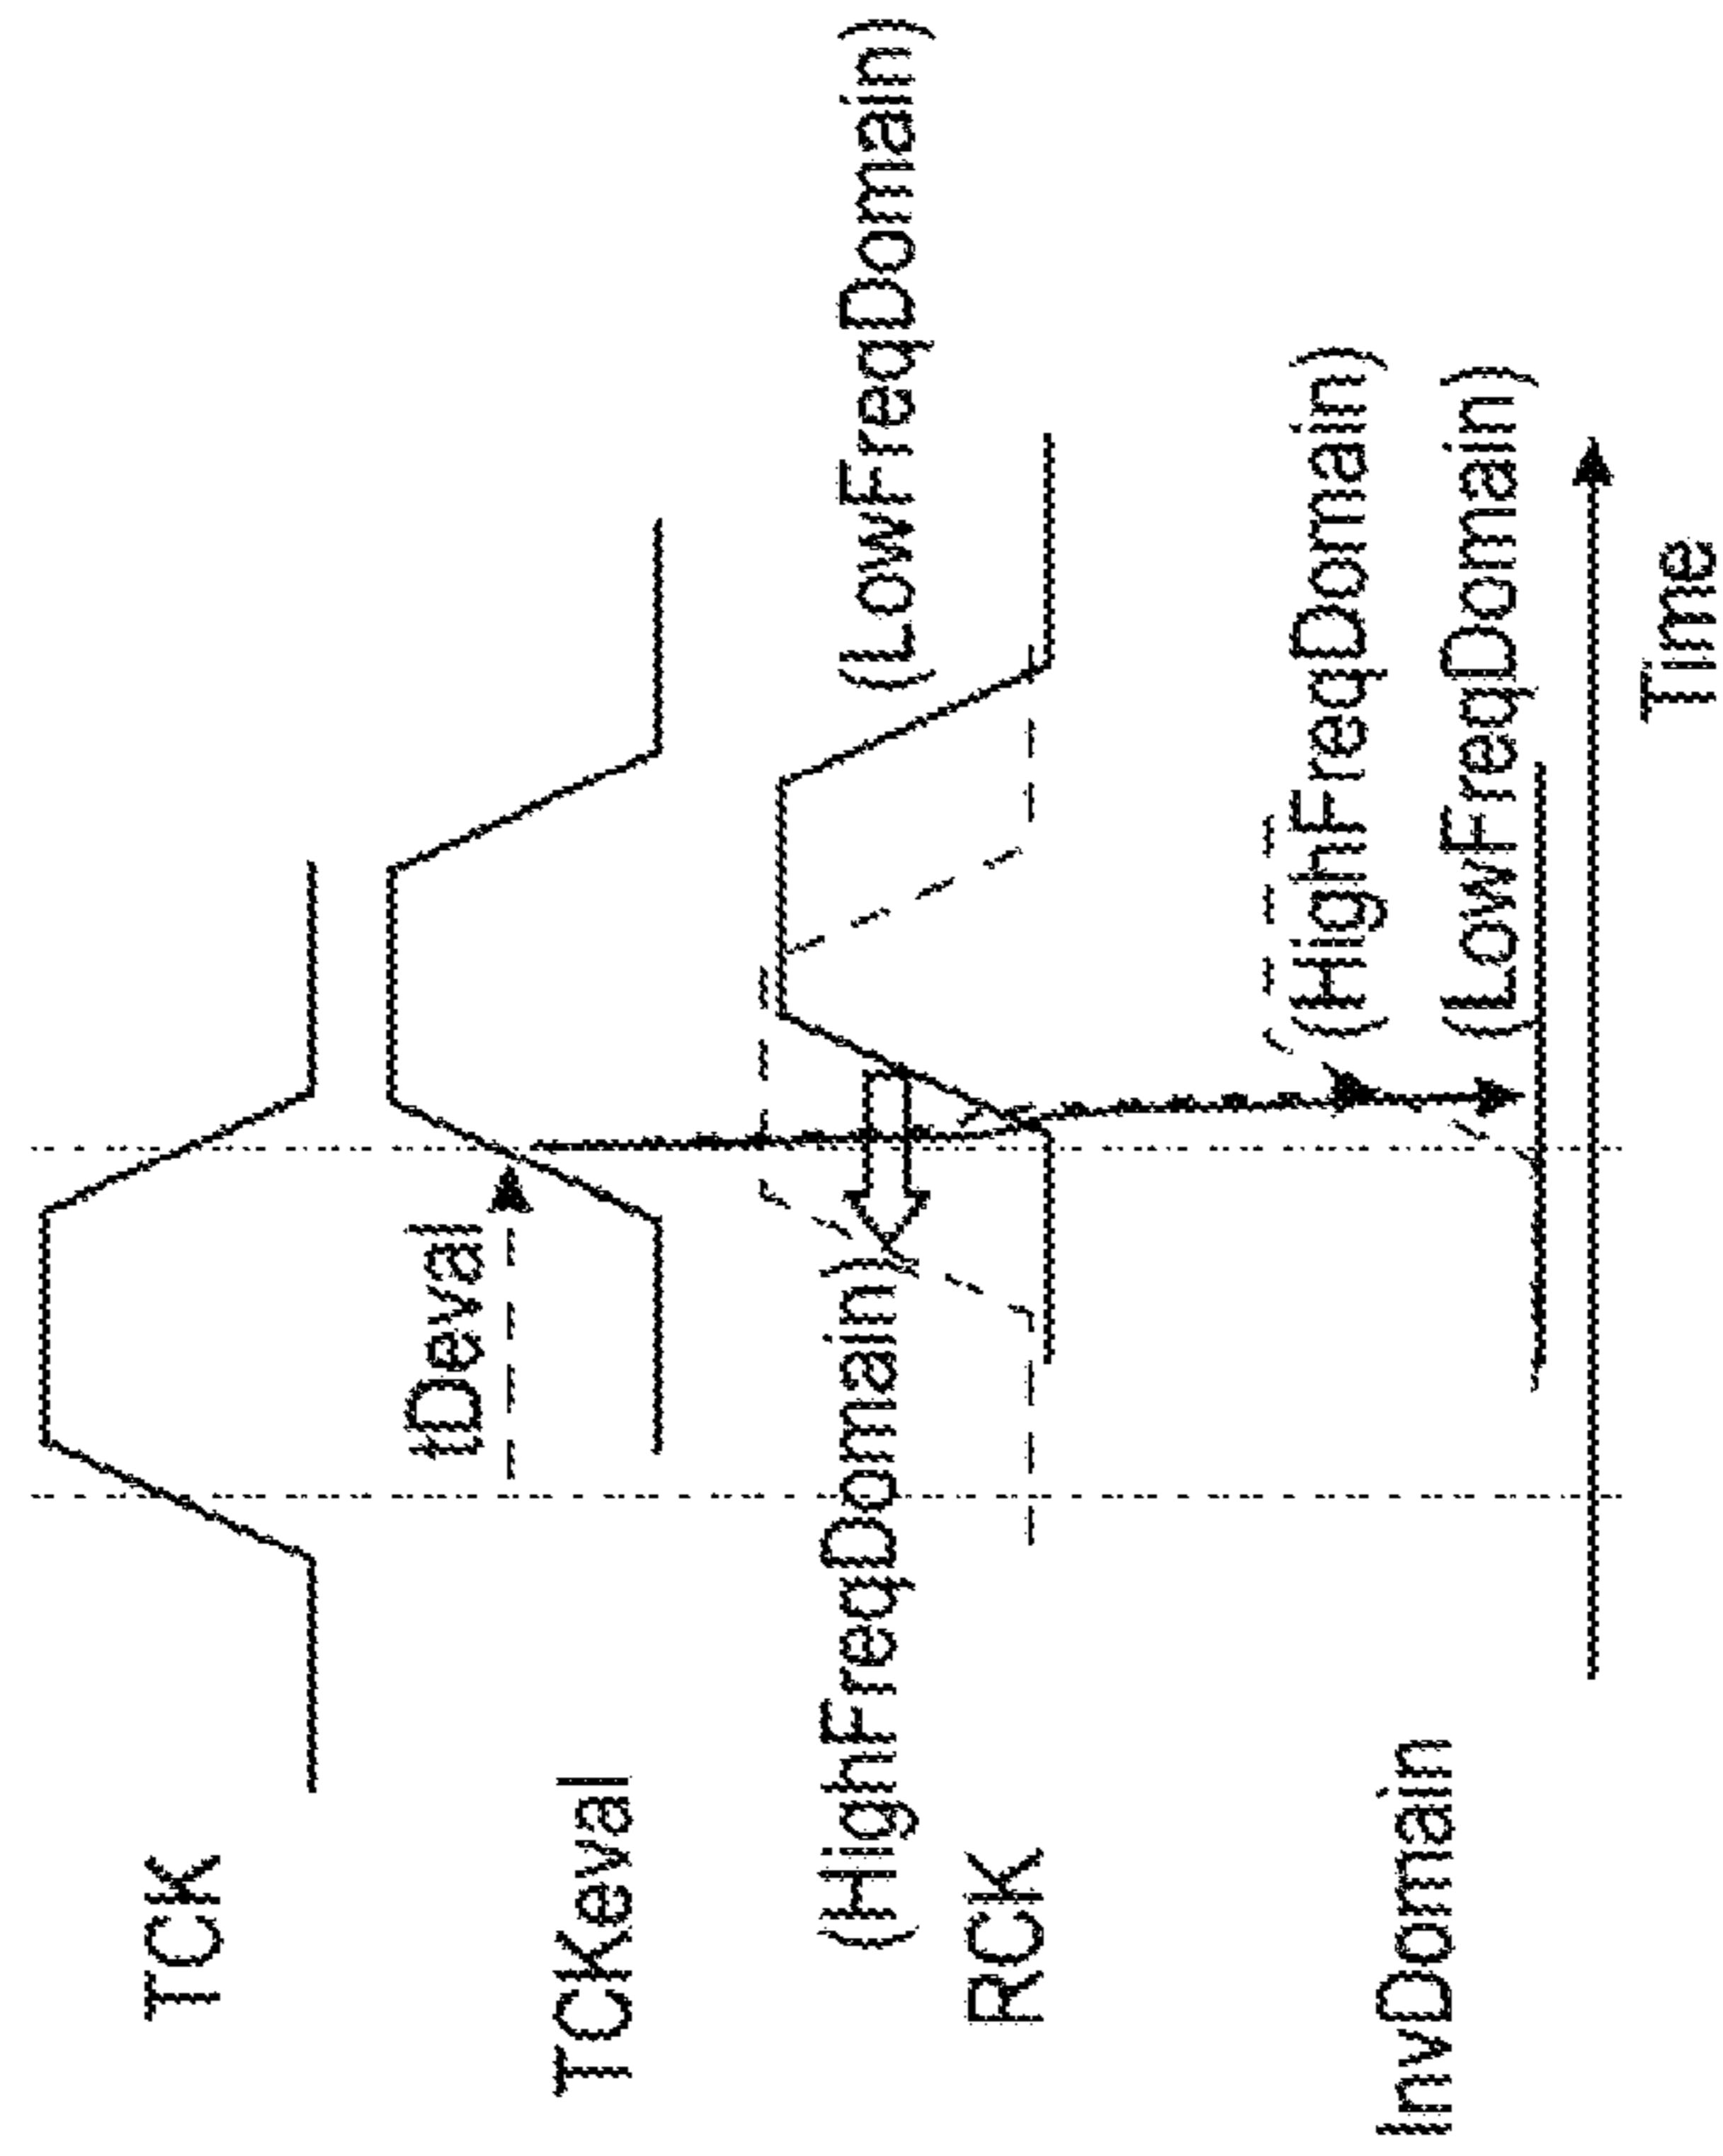 TCK
tDeval
TCKeval
(HighFreqDomain)
(LowFreqDomain)
RCK
(HighFreqDomain)
InvDomain
(LowFreqDomain)
Time